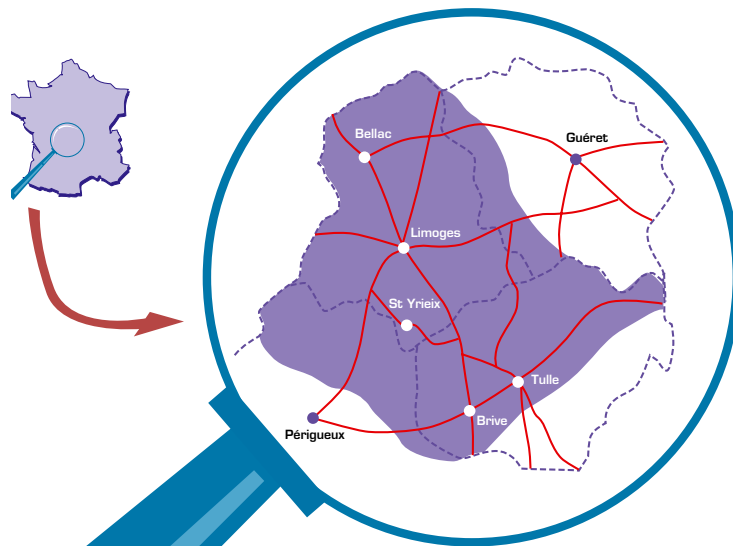 Bellac
Guéret
Limoges
St Yrieix
Tulle
Brive
Périgueux